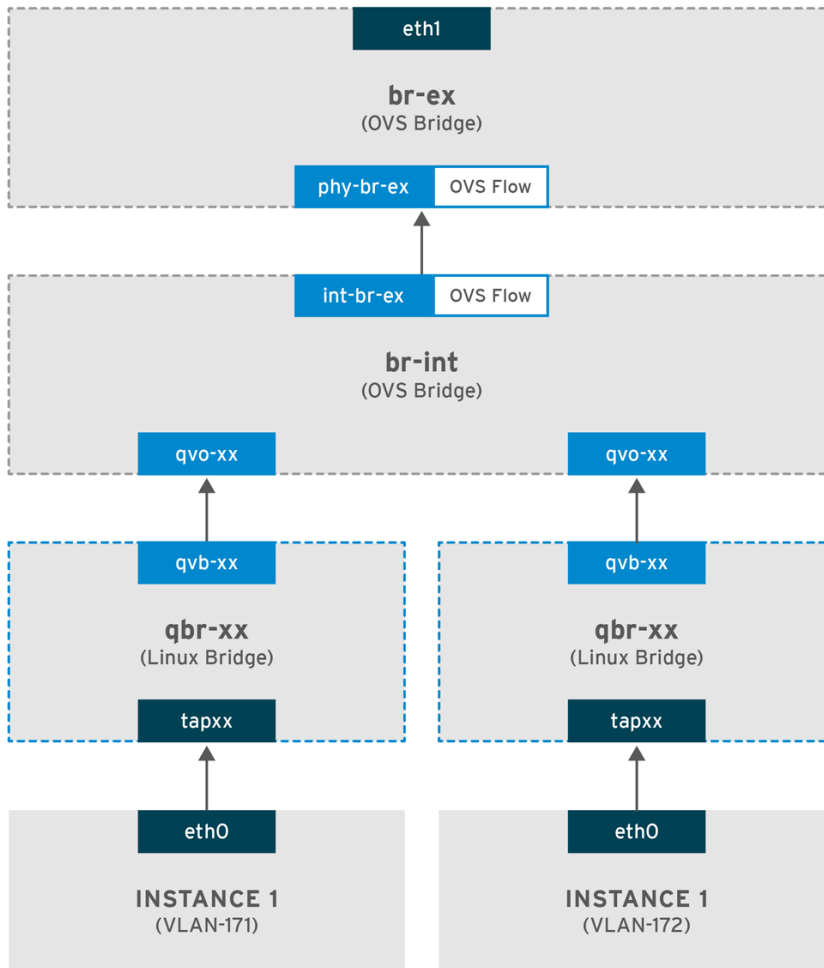 eth1
br-ex
(OVS Bridge)
phy-br-ex OVS Flow
int-br-ex OVS Flow
br-int
(OVS Bridge)
qvo-xx qvo-xx
qvb-xx qvb-xx
qbr-xx qbr-xx
(Linux Bridge) (Linux Bridge)
tapxx tapxx
eth0 eth0
INSTANCE 1 INSTANCE 1
(VLAN-171) (VLAN-172)